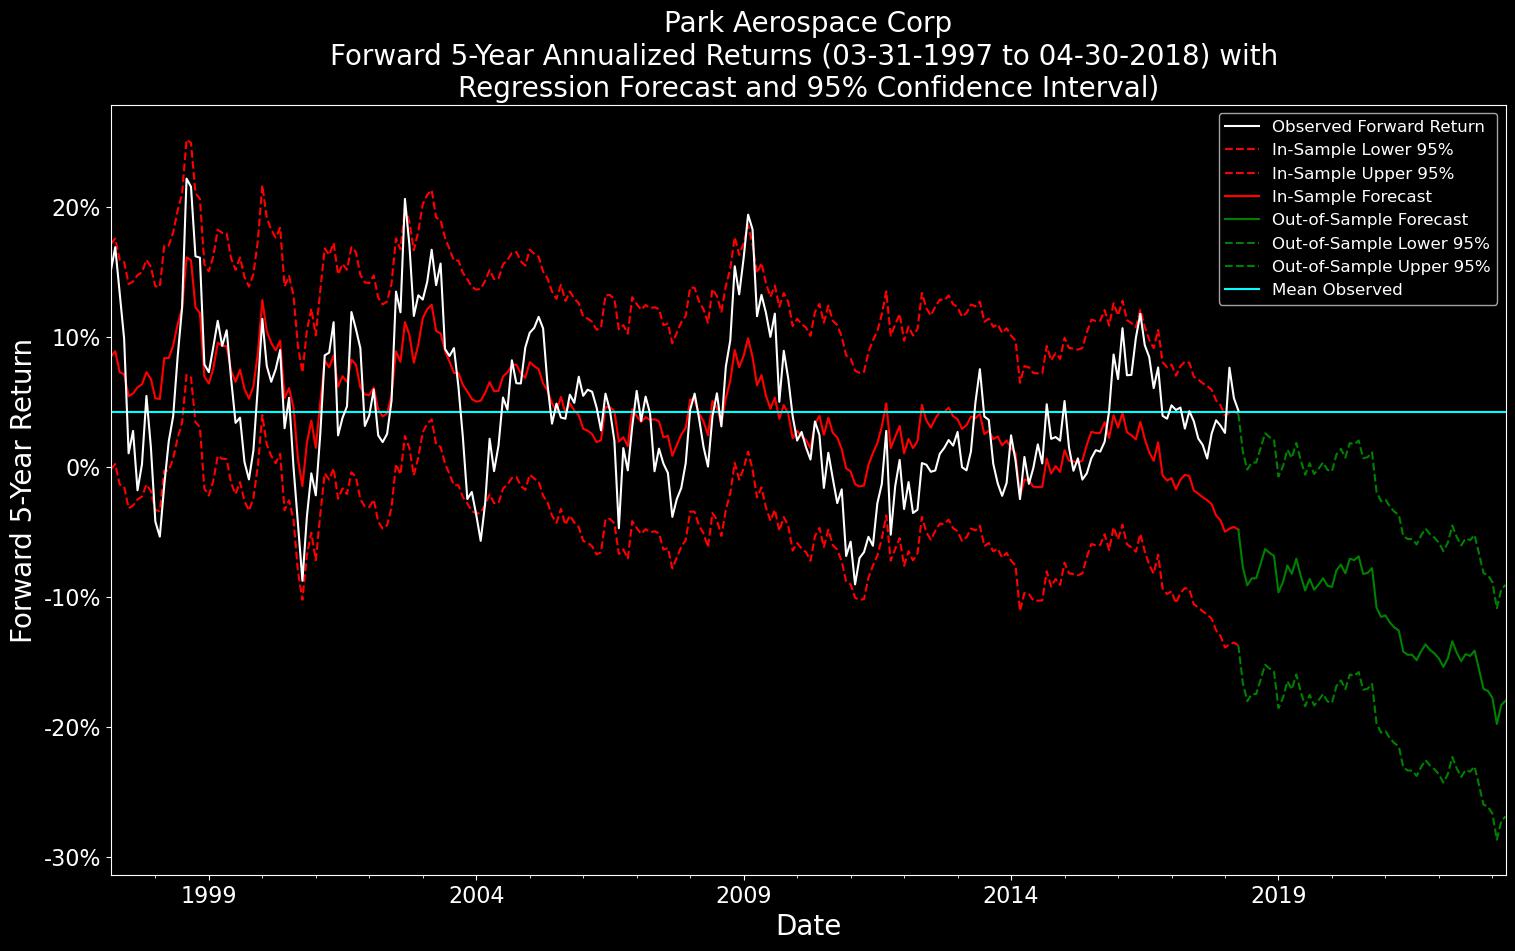 Park Aerospace Corp
Forward 5-Year Annualized Returns (03-31-1997 to 04-30-2018) with
Regression Forecast and 95% Confidence Interval)
Observed Forward Return
In-Sample Lower 95%
In-Sample Upper 95%
In-Sample Forecast
Out-of-Sample Forecast
Out-of-Sample Lower 95%
Out-of-Sample Upper 95%
Mean Observed
Forward 5-Year Return
20%
10%
0%
-10%
-20%
-30%
1999
2004
2009
2014
2019
Date